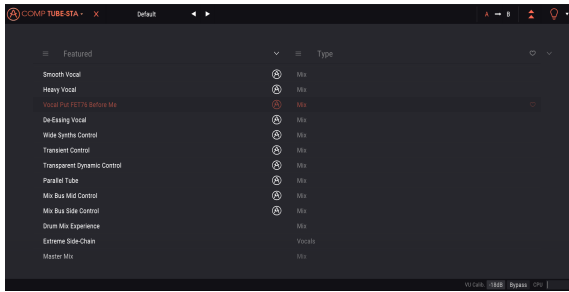 COMP TUBE-STA Default A B
Featured Type
Smooth Vocal Mix
Heavy Vocal Mix
Vocal Put FET76 Before Me Mix
De-Essing Vocal Mix
Wide Synths Control Mix
Transient Control Mix
Transparent Dynamic Control Mix
Parallel Tube Mix
Mix Bus Mid Control Mix
Mix Bus Side Control Mix
Drum Mix Experience Mix
Extreme Side-Chain Vocals
Master Mix Mix
VU Calib. -18dB Bypass CPU